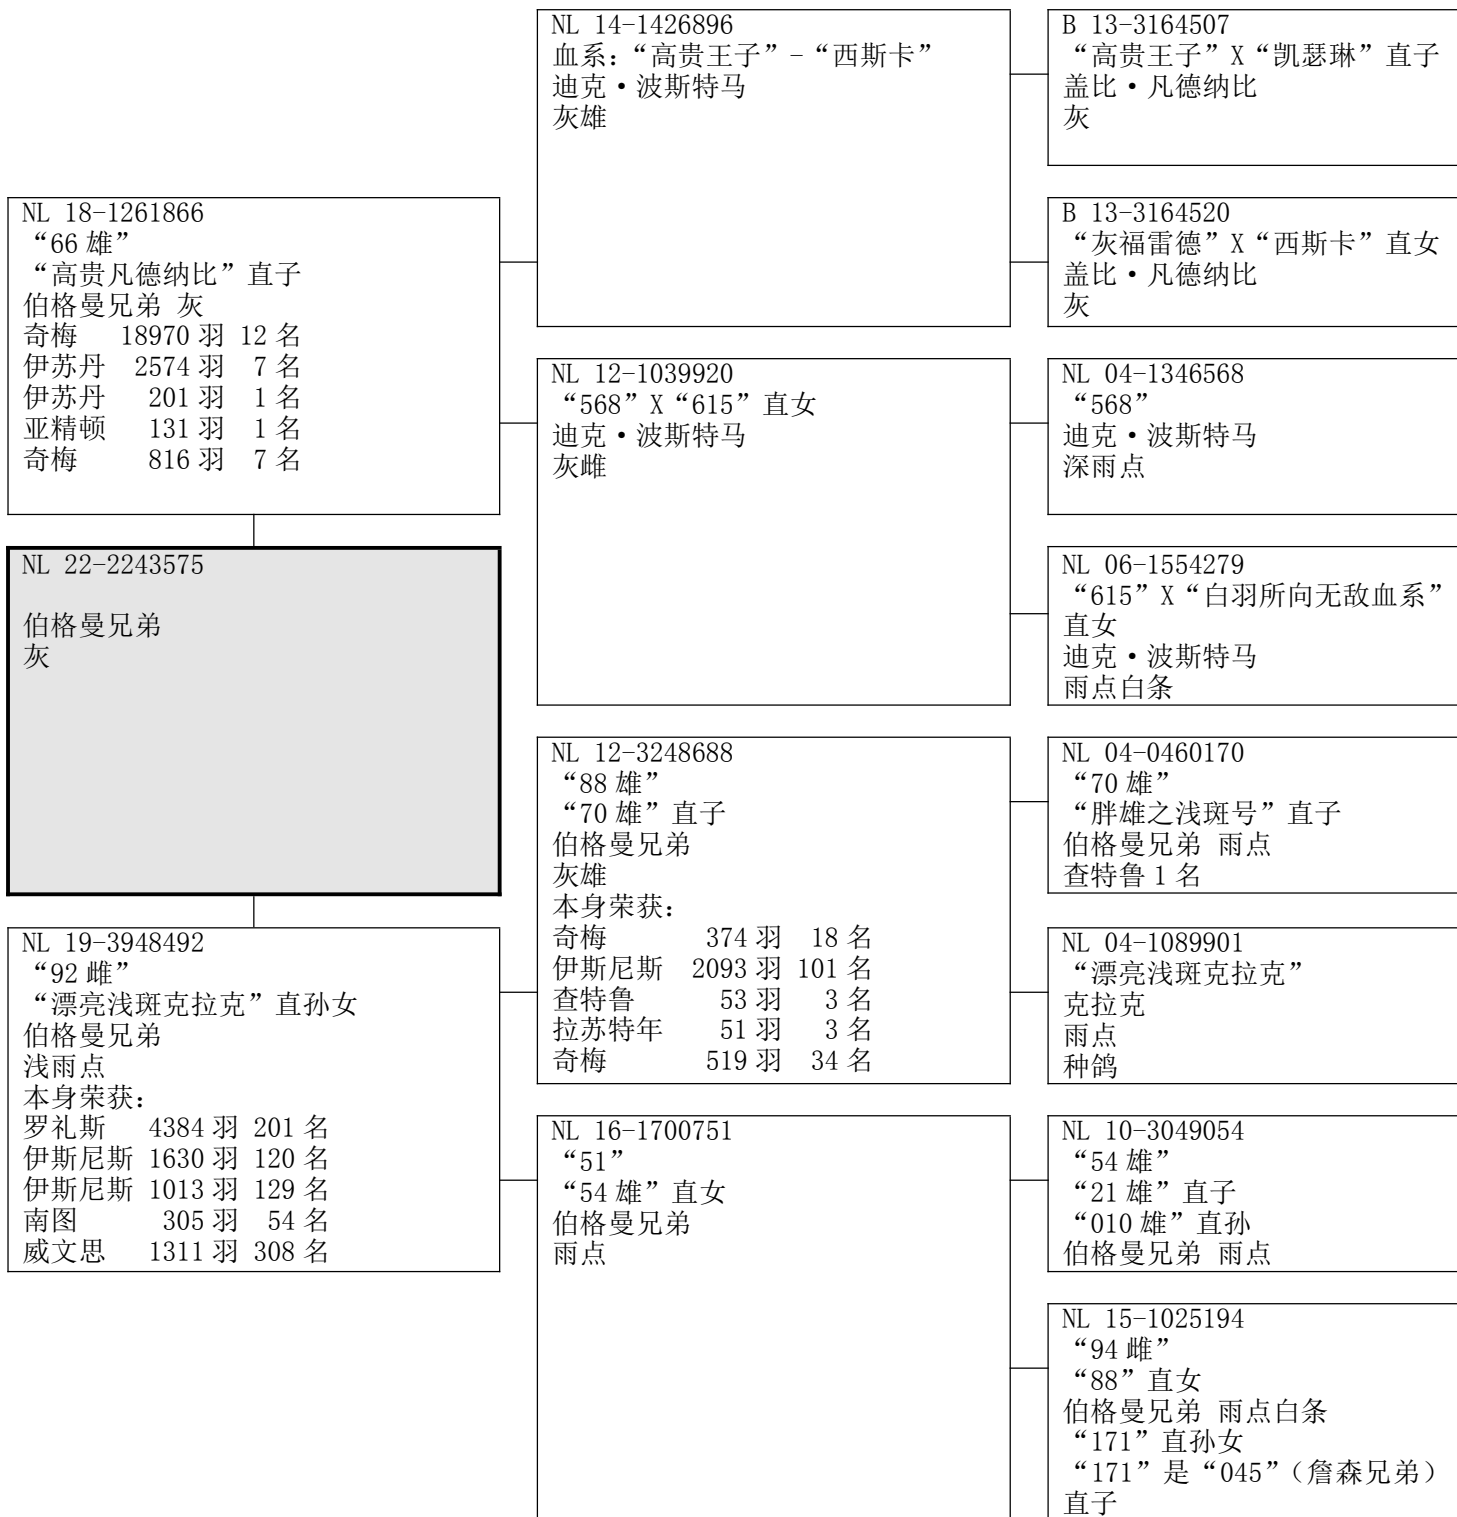 NL 14-1426896
血系：“高贵王子”-“西斯卡”
迪克·波斯特马
灰雄
B 13-3164507
“高贵王子”X“凯瑟琳”直子
盖比·凡德纳比
灰
NL 18-1261866
“66 雄”
“高贵凡德纳比”直子
伯格曼兄弟 灰
奇梅 18970 羽 12 名
伊苏丹 2574 羽 7 名
伊苏丹 201 羽 1 名
亚精顿 131 羽 1 名
奇梅 816 羽 7 名
B 13-3164520
“灰福雷德”X“西斯卡”直女
盖比·凡德纳比
灰
NL 12-1039920
“568”X“615”直女
迪克·波斯特马
灰雌
NL 04-1346568
“568”
迪克·波斯特马
深雨点
NL 22-2243575
伯格曼兄弟
灰
NL 06-1554279
“615”X“白羽所向无敌血系”
直女
迪克·波斯特马
雨点白条
NL 12-3248688
“88 雄”
“70 雄”直子
伯格曼兄弟
灰雄
本身荣获：
奇梅 374 羽 18 名
伊斯尼斯 2093 羽 101 名
查特鲁 53 羽 3 名
拉苏特年 51 羽 3 名
奇梅 519 羽 34 名
NL 04-0460170
“70 雄”
“胖雄之浅斑号”直子
伯格曼兄弟 雨点
查特鲁 1 名
NL 19-3948492
“92 雌”
“漂亮浅斑克拉克”直孙女
伯格曼兄弟
浅雨点
本身荣获：
罗礼斯 4384 羽 201 名
伊斯尼斯 1630 羽 120 名
伊斯尼斯 1013 羽 129 名
南图 305 羽 54 名
威文思 1311 羽 308 名
NL 04-1089901
“漂亮浅斑克拉克”
克拉克
雨点
种鸽
NL 16-1700751
“51”
“54 雄”直女
伯格曼兄弟
雨点
NL 10-3049054
“54 雄”
“21 雄”直子
“010 雄”直孙
伯格曼兄弟 雨点
NL 15-1025194
“94 雌”
“88”直女
伯格曼兄弟 雨点白条
“171”直孙女
“171”是“045”（詹森兄弟）
直子